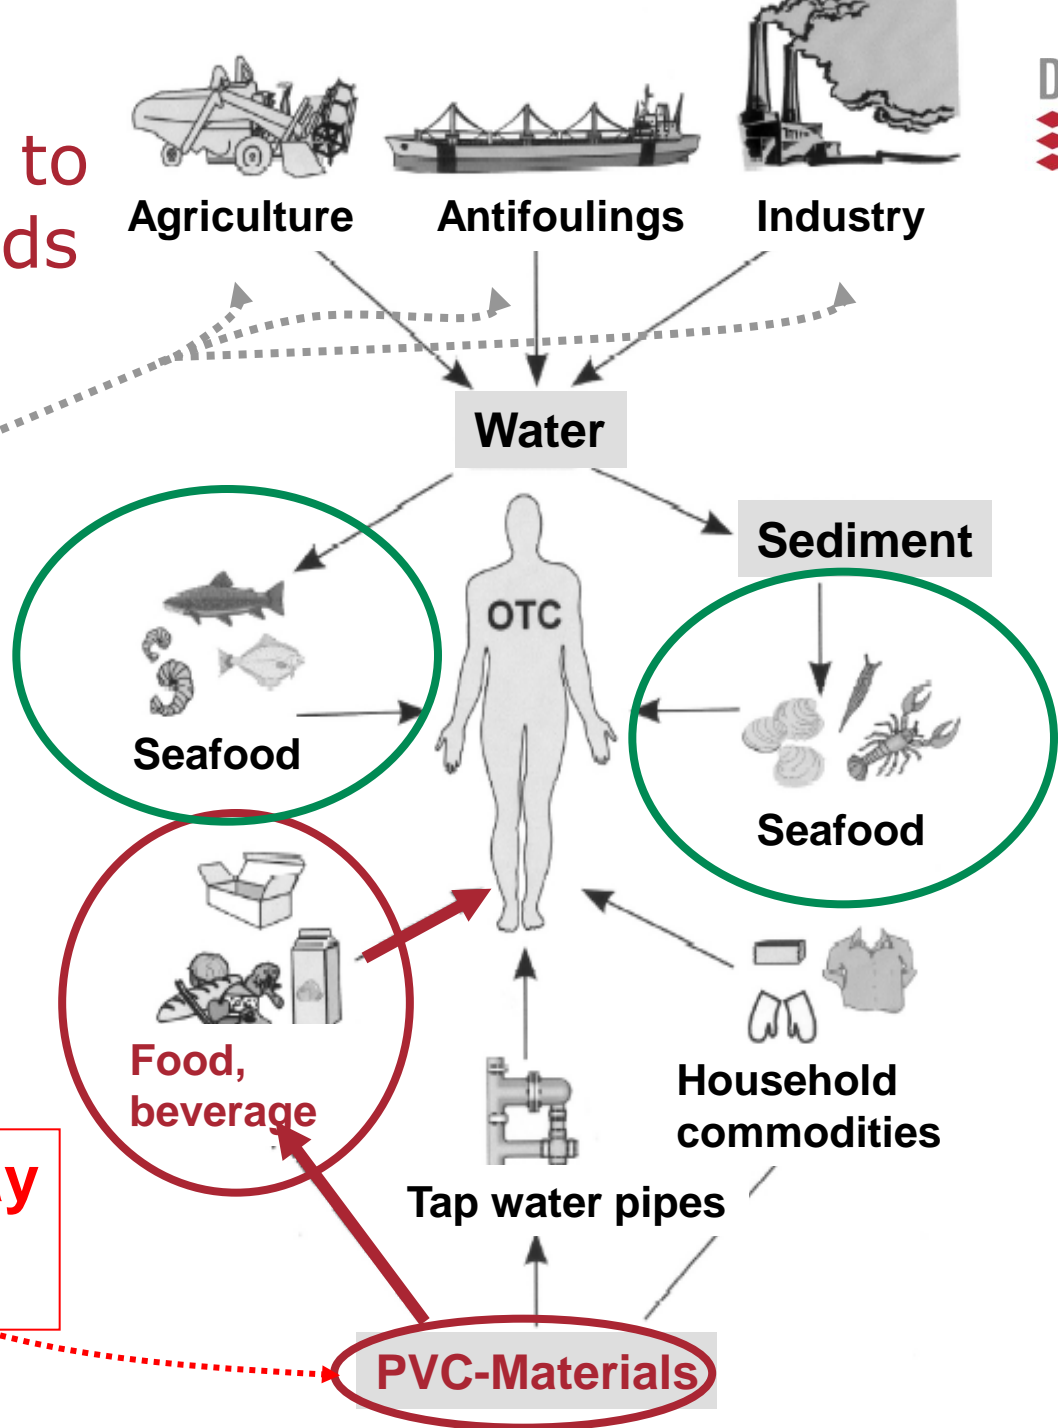 to
ds
D
Agriculture
Antifoulings
Industry
Water
Sediment
OTC
Seafood
Seafood
Food,
beverage
Household
commodities
y
Tap water pipes
PVC-Materials